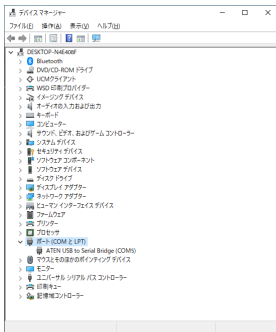 デバイス マネージャー
ファイル(F) 操作(A) 表示(V) ヘルプ(H)
DESKTOP-N4E408F
Bluetooth
DVD/CD-ROM ドライブ
UCMクライアント
WSD 印刷プロバイダー
イメージング デバイス
オーディオの入力および出力
キーボード
コンピューター
サウンド、ビデオ、およびゲーム コントローラー
システム デバイス
セキュリティ デバイス
ソフトウェア コンポーネント
ソフトウェア デバイス
ディスク ドライブ
ディスプレイ アダプター
ネットワーク アダプター
ヒューマン インターフェイス デバイス
ファームウェア
プリンター
プロセッサ
ポート (COM と LPT)
ATEN USB to Serial Bridge (COM5)
マウスとそのほかのポインティング デバイス
モニター
ユニバーサル シリアル バス コントローラー
印刷キュー
記憶域コントローラー